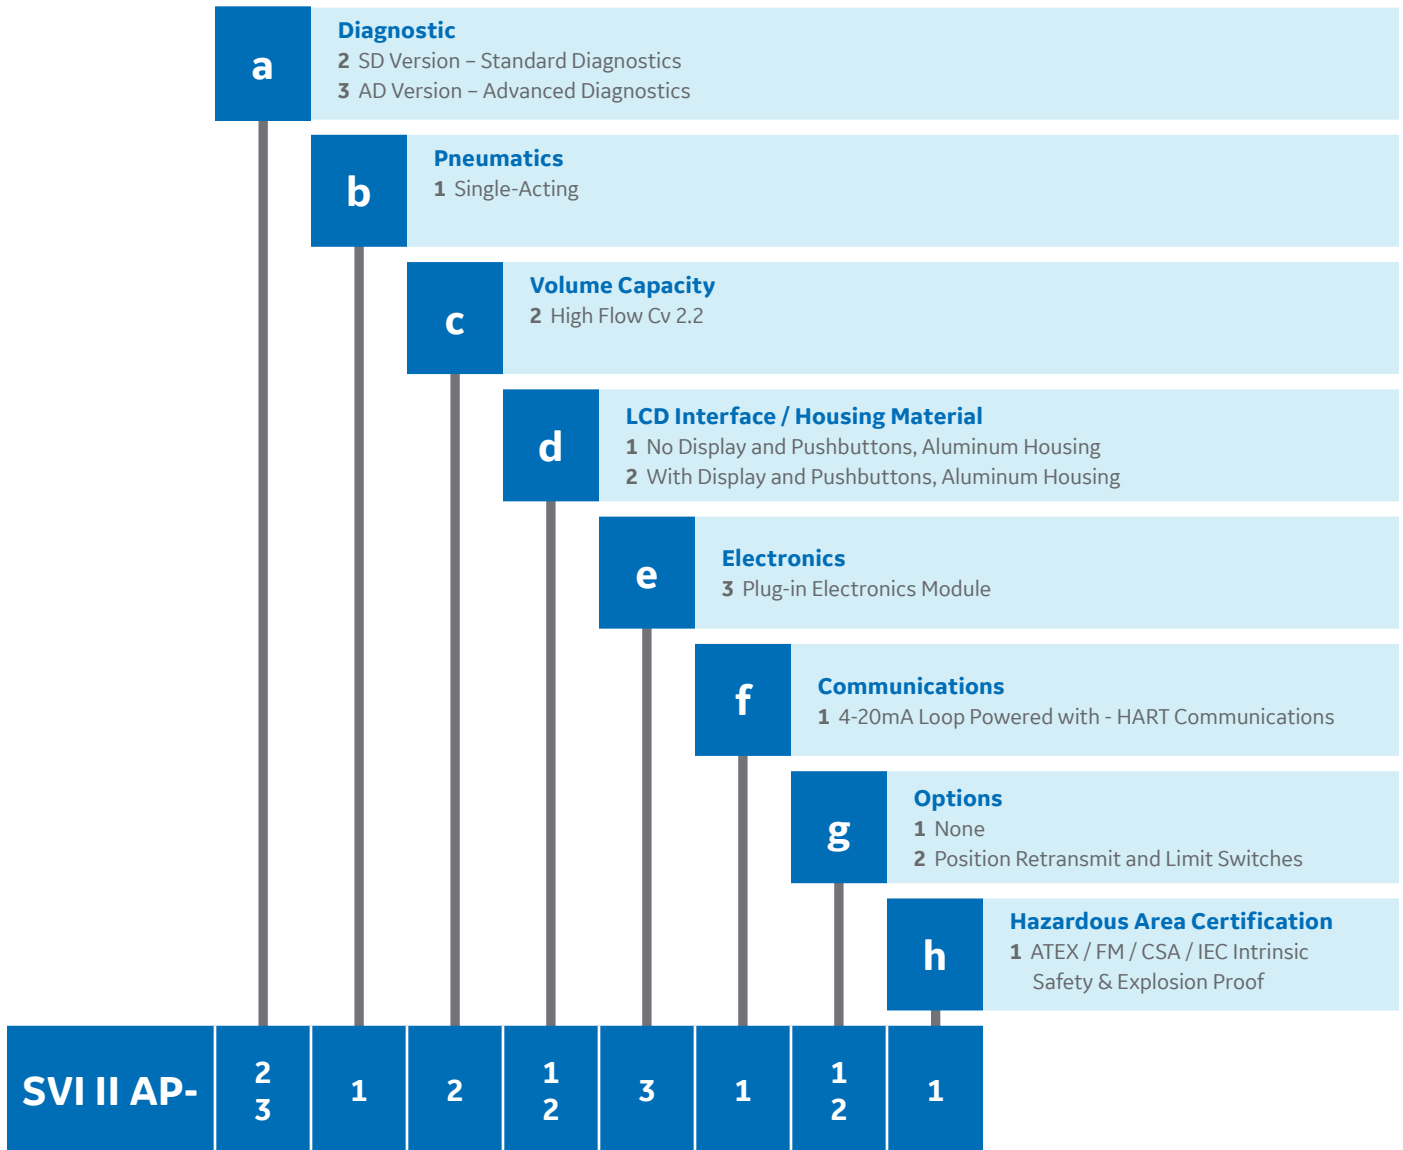 a
Diagnostic
2 SD Version – Standard Diagnostics
3 AD Version – Advanced Diagnostics
b
Pneumatics
1 Single-Acting
c
Volume Capacity
2 High Flow Cv 2.2
d
LCD Interface / Housing Material
1 No Display and Pushbuttons, Aluminum Housing
2 With Display and Pushbuttons, Aluminum Housing
e
Electronics
3 Plug-in Electronics Module
f
Communications
1 4-20mA Loop Powered with - HART Communications
g
Options
1 None
2 Position Retransmit and Limit Switches
h
Hazardous Area Certification
1 ATEX / FM / CSA / IEC Intrinsic
Safety & Explosion Proof
SVI II AP-
2
3
1
2
1
2
3
1
1
2
1